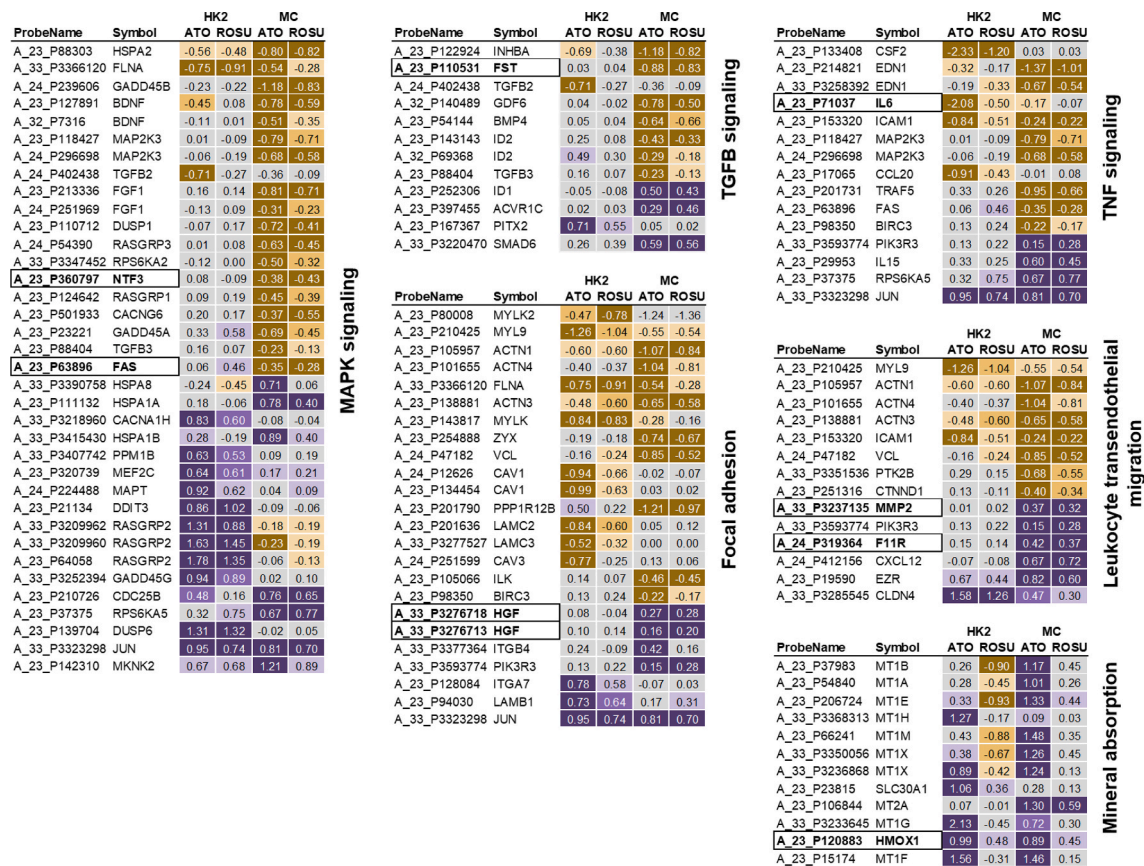 HK2 MC
ProbeName Symbol ATO ROSU ATO ROSU
A_23_P88303 HSPA2 -0.56 -0.48 -0.80 -0.82
A_33_P3366120 FLNA -0.75 -0.91 -0.54 -0.28
A_24_P239606 GADD45B -0.23 -0.22 -1.18 -0.83
A_23_P127891 BDNF -0.45 0.08 -0.78 -0.59
A_32_P7316 BDNF -0.11 0.01 -0.51 -0.35
A_23_P118427 MAP2K3 0.01 -0.09 -0.79 -0.71
A_24_P296698 MAP2K3 -0.06 -0.19 -0.68 -0.58
A_24_P402438 TGFB2 -0.71 -0.27 -0.36 -0.09
A_23_P213336 FGF1 0.16 0.14 -0.81 -0.71
A_24_P251969 FGF1 -0.13 0.09 -0.31 -0.23
A_23_P110712 DUSP1 -0.07 0.17 -0.72 -0.41
A_24_P54390 RASGRP3 0.01 0.08 -0.63 -0.45
A_33_P3347452 RPS6KA2 -0.12 0.00 -0.50 -0.32
A_23_P360797 NTF3 0.08 -0.09 -0.38 -0.43
A_23_P124642 RASGRP1 0.09 0.19 -0.45 -0.39
A_23_P501933 CACNG6 0.20 0.17 -0.37 -0.55
A_23_P23221 GADD45A 0.33 0.58 -0.69 -0.45
A_23_P88404 TGFB3 0.16 0.07 -0.23 -0.13
A_23_P63896 FAS 0.06 0.46 -0.35 -0.28
A_33_P3390758 HSPA8 -0.24 -0.45 0.71 0.06
A_23_P111132 HSPA1A 0.18 -0.06 0.78 0.40
A_33_P3218960 CACNA1H 0.83 0.60 -0.08 -0.04
A_33_P3415430 HSPA1B 0.28 -0.19 0.89 0.40
A_33_P3407742 PPM1B 0.63 0.53 0.09 0.19
A_23_P320739 MEF2C 0.64 0.61 0.17 0.21
A_24_P224488 MAPT 0.92 0.62 0.04 0.09
A_23_P21134 DDIT3 0.86 1.02 -0.09 -0.06
A_33_P3209962 RASGRP2 1.31 0.88 -0.18 -0.19
A_33_P3209960 RASGRP2 1.63 1.45 -0.23 -0.19
A_23_P64058 RASGRP2 1.78 1.35 -0.06 -0.13
A_33_P3252394 GADD45G 0.94 0.89 0.02 0.10
A_23_P210726 CDC25B 0.48 0.16 0.76 0.65
A_23_P37375 RPS6KA5 0.32 0.75 0.67 0.77
A_23_P139704 DUSP6 1.31 1.32 -0.02 0.05
A_33_P3323298 JUN 0.95 0.74 0.81 0.70
A_23_P142310 MKNK2 0.67 0.68 1.21 0.89
MAPK signaling
HK2 MC
ProbeName Symbol ATO ROSU ATO ROSU
A_23_P122924 INHBA -0.69 -0.38 -1.18 -0.82
A_23_P110531 FST 0.03 0.04 -0.88 -0.83
A_24_P402438 TGFB2 -0.71 -0.27 -0.36 -0.09
A_32_P140489 GDF6 0.04 -0.02 -0.78 -0.50
A_23_P54144 BMP4 0.05 0.04 -0.64 -0.66
A_23_P143143 ID2 0.25 -0.08 -0.43 -0.33
A_32_P69368 ID2 0.49 0.30 -0.29 -0.18
A_23_P88404 TGFB3 0.16 0.07 -0.23 -0.13
A_23_P252306 ID1 -0.05 -0.08 0.50 0.43
A_23_P397455 ACVR1C 0.02 0.03 0.29 0.46
A_23_P167367 PITX2 0.71 0.55 0.05 0.02
A_33_P3220470 SMAD6 0.26 0.39 0.59 0.56
TGFB signaling
HK2 MC
ProbeName Symbol ATO ROSU ATO ROSU
A_23_P80008 MYLK2 -0.47 -0.78 -1.24 -1.36
A_23_P210425 MYL9 -1.26 -1.04 -0.55 -0.54
A_23_P105957 ACTN1 -0.60 -0.60 -1.07 -0.84
A_23_P101655 ACTN4 -0.40 -0.37 -1.04 -0.81
A_33_P3366120 FLNA -0.75 -0.91 -0.54 -0.28
A_23_P138881 ACTN3 -0.48 -0.60 -0.65 -0.58
A_23_P143817 MYLK -0.84 -0.83 -0.28 -0.16
A_23_P254888 ZYX -0.19 -0.18 -0.74 -0.67
A_24_P47182 VCL -0.16 -0.24 -0.85 -0.52
A_24_P12626 CAV1 -0.94 -0.66 -0.02 -0.07
A_23_P134454 CAV1 -0.99 -0.63 0.03 0.02
A_23_P201790 PPP1R12B 0.50 0.22 -1.21 -0.97
A_23_P201636 LAMC2 -0.84 -0.60 0.05 0.12
A_33_P3277527 LAMC3 -0.52 -0.32 0.00 0.00
A_24_P251599 CAV3 -0.77 -0.25 0.13 0.06
A_23_P105066 ILK 0.14 0.07 -0.46 -0.45
A_23_P98350 BIRC3 0.13 0.24 -0.22 -0.17
A_33_P3276718 HGF 0.08 -0.04 0.27 0.28
A_33_P3276713 HGF 0.10 0.14 0.16 0.20
A_33_P3377364 ITGB4 0.24 -0.09 0.42 0.16
A_33_P3593774 PIK3R3 0.13 0.22 0.15 0.28
A_23_P128084 ITGA7 0.78 0.58 -0.07 0.03
A_23_P94030 LAMB1 0.73 0.64 0.17 0.31
A_33_P3323298 JUN 0.95 0.74 0.81 0.70
Focal adhesion
HK2 MC
ProbeName Symbol ATO ROSU ATO ROSU
A_23_P133408 CSF2 -2.33 -1.20 0.03 0.03
A_23_P214821 EDN1 -0.32 -0.17 -1.37 -1.01
A_33_P3258392 EDN1 -0.19 -0.33 -0.67 -0.54
A_23_P71037 IL6 -2.08 -0.50 -0.17 -0.07
A_23_P153320 ICAM1 -0.84 -0.51 -0.24 -0.22
A_23_P118427 MAP2K3 0.01 -0.09 -0.79 -0.71
A_24_P296698 MAP2K3 -0.06 -0.19 -0.68 -0.58
A_23_P17065 CCL20 -0.91 -0.43 -0.01 0.08
A_23_P201731 TRAF5 0.33 0.26 -0.95 -0.66
A_23_P63896 FAS 0.06 0.46 -0.35 -0.28
A_23_P98350 BIRC3 0.13 0.24 -0.22 -0.17
A_33_P3593774 PIK3R3 0.13 0.22 0.15 0.28
A_23_P29953 IL15 0.33 0.00 0.60 0.45
A_23_P37375 RPS6KA5 0.32 0.75 0.67 0.77
A_33_P3323298 JUN 0.95 0.74 0.81 0.70
TNF signaling
HK2 MC
ProbeName Symbol ATO ROSU ATO ROSU
A_23_P210425 MYL9 -1.26 -1.04 -0.55 -0.54
A_23_P105957 ACTN1 -0.60 -0.60 -1.07 -0.84
A_23_P101655 ACTN4 -0.40 -0.37 -1.04 -0.81
A_23_P138881 ACTN3 -0.48 -0.60 -0.65 -0.58
A_23_P153320 ICAM1 -0.84 -0.51 -0.24 -0.22
A_24_P47182 VCL -0.16 -0.24 -0.85 -0.52
A_33_P3351536 PTK2B 0.29 0.15 -0.68 -0.55
A_23_P251316 CTNND1 0.13 -0.11 -0.40 -0.34
A_33_P3237135 MMP2 0.01 0.02 0.37 0.32
A_33_P3593774 PIK3R3 0.13 0.22 0.15 0.28
A_24_P319364 F11R 0.15 0.14 0.42 0.37
A_24_P412156 CXCL12 -0.07 -0.08 0.67 0.72
A_23_P19590 EZR 0.67 0.44 0.82 0.60
A_33_P3285545 CLDN4 1.58 1.26 0.47 0.30
Leukocyte transendothelial
migration
HK2 MC
ProbeName Symbol ATO ROSU ATO ROSU
A_23_P37983 MT1B 0.26 -0.90 1.17 0.45
A_23_P54840 MT1A 0.28 -0.45 1.01 0.26
A_23_P206724 MT1E 0.33 -0.93 1.33 0.44
A_33_P3368313 MT1H 1.27 -0.17 0.09 0.03
A_23_P66241 MT1M 0.43 -0.88 1.48 0.35
A_33_P3350056 MT1X 0.38 -0.67 1.26 0.45
A_33_P3236868 MT1X 0.89 -0.42 1.24 0.13
A_23_P23815 SLC30A1 1.06 0.36 0.28 0.13
A_23_P106844 MT2A 0.07 -0.01 1.30 0.59
A_33_P3233645 MT1G 2.13 -0.45 0.72 0.30
A_23_P120883 HMOX1 0.99 0.48 0.89 0.45
A_23_P15174 MT1F 1.56 -0.31 1.46 0.15
Mineral absorption